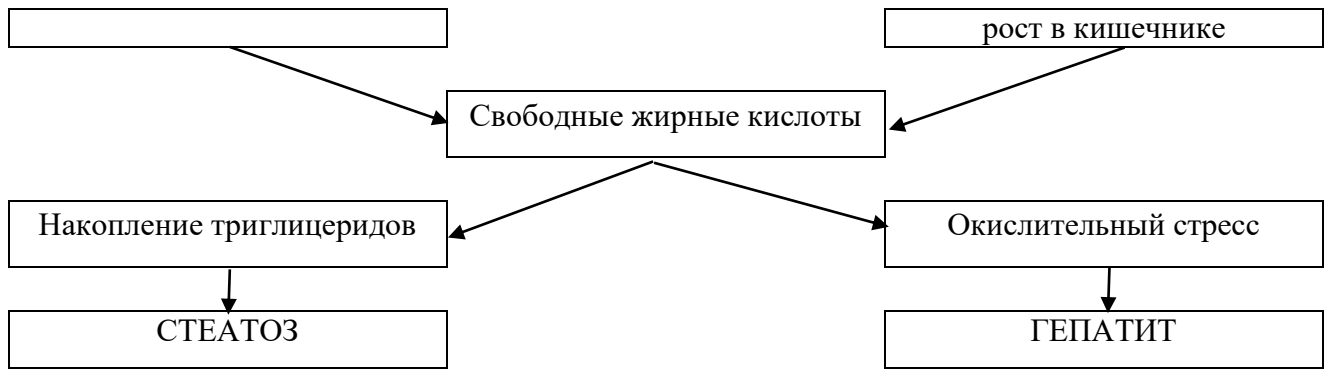 рост в кишечнике
Свободные жирные кислоты
Накопление триглицеридов
Окислительный стресс
СТЕАТОЗ
ГЕПАТИТ